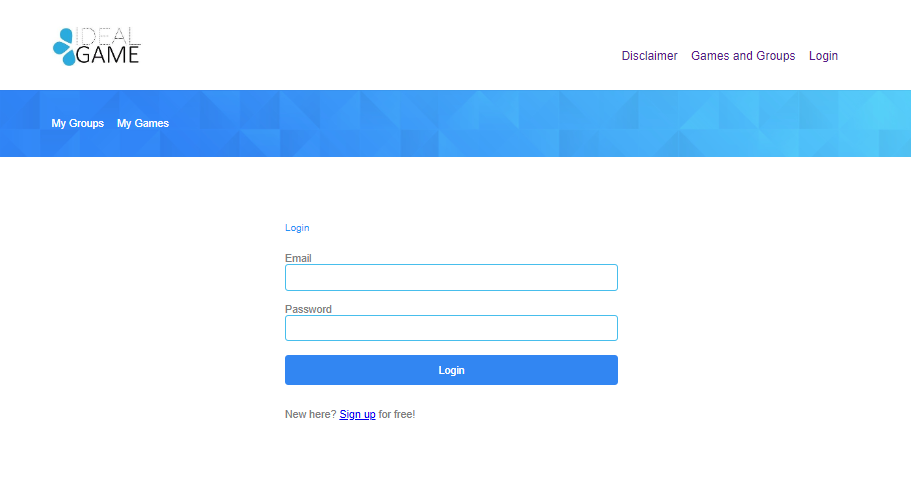 IDEAL
GAME
Disclaimer Games and Groups Login
My Groups My Games
Login
Email
Password
Login
New here? Sign up for free!